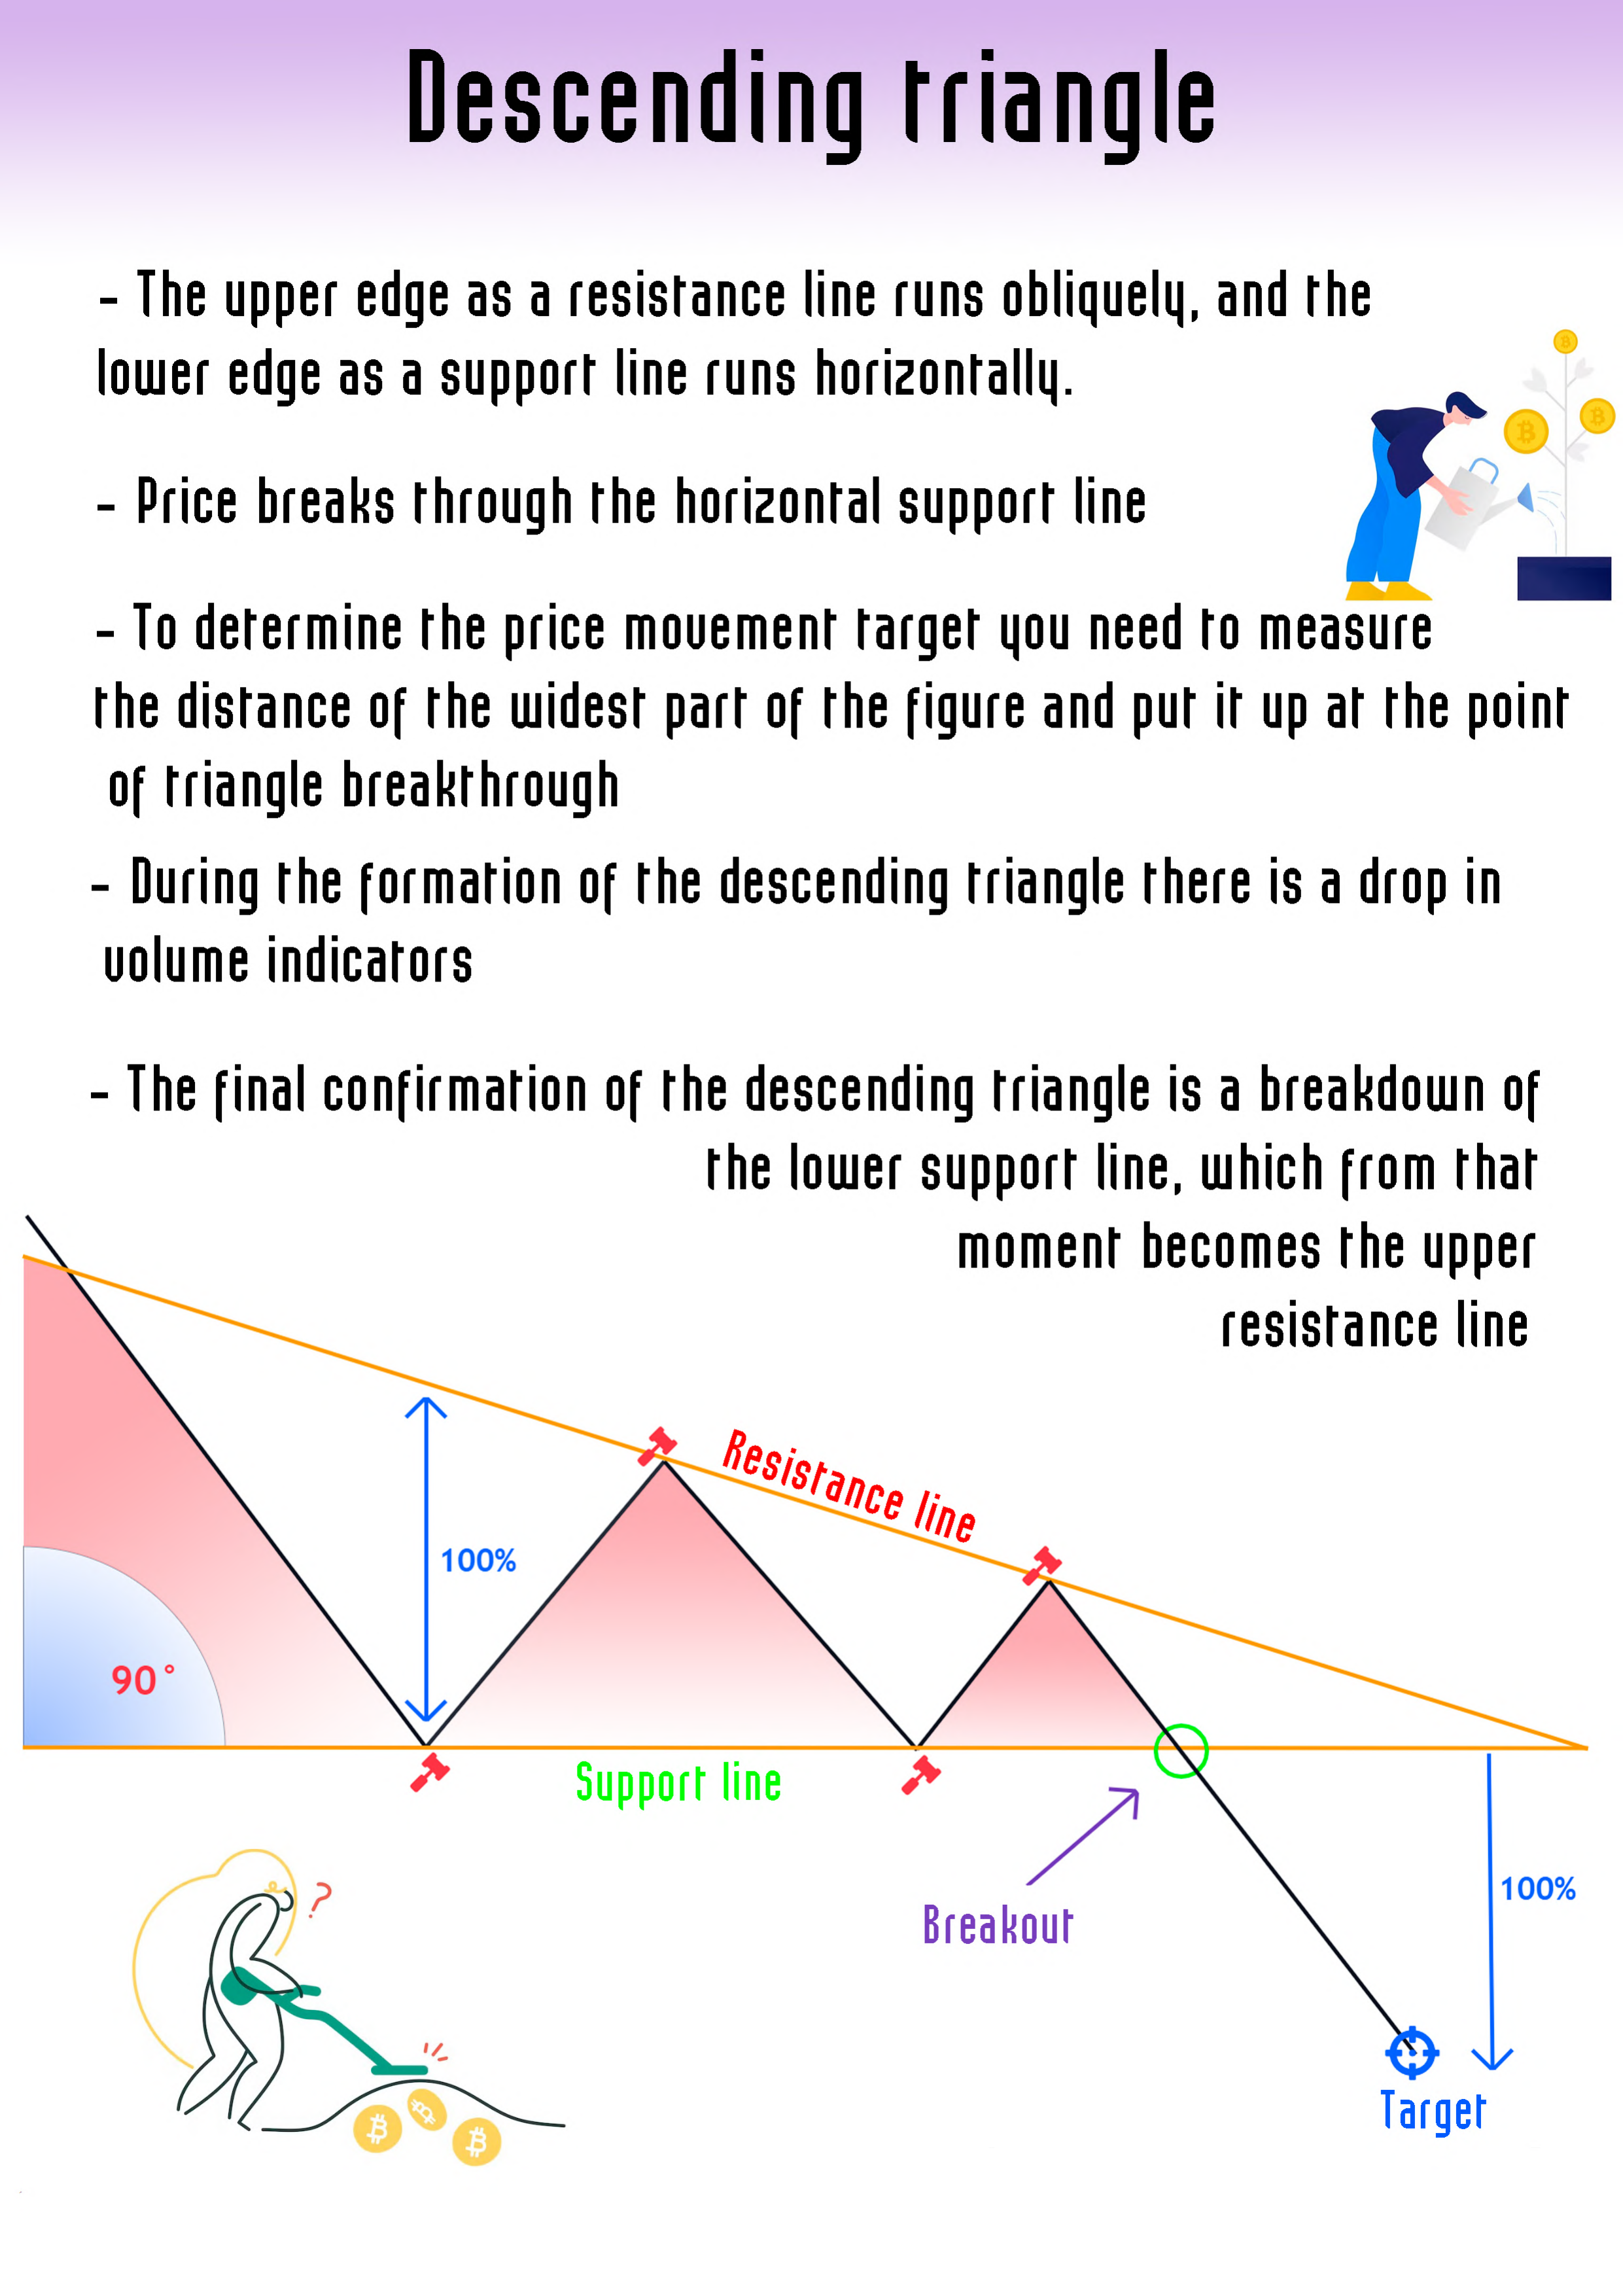 Descending triangle
- The upper edge as a resistance line runs obliquely, and the
lower edge as a support line runs horizontally.
- Price breaks through the horizontal support line
- To determine the price movement target you need to measure
the distance of the widest part of the figure and put it up at the point
of triangle breakthrough
- During the formation of the descending triangle there is a drop in
volume indicators
- The final confirmation of the descending triangle is a breakdown of
the lower support line, which from that
moment becomes the upper
resistance line
Resistance line
100%
90°
Support line
Breakout
100%
Target